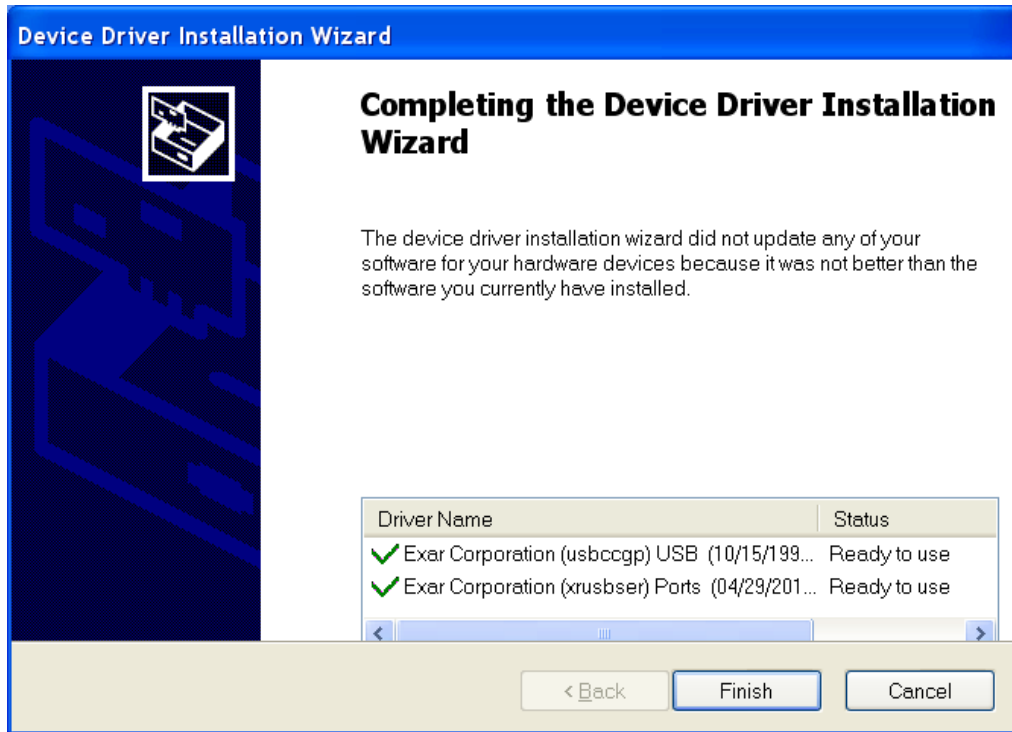 Device Driver Installation Wizard
Completing the Device Driver Installation
Wizard
The device driver installation wizard did not update any of your
software for your hardware devices because it was not better than the
software you currently have installed.
Driver Name Status
Exar Corporation (usbccgp) USB (10/15/199... Ready to use
Exar Corporation (xrusbser) Ports (04/29/201... Ready to use
< Back Finish Cancel